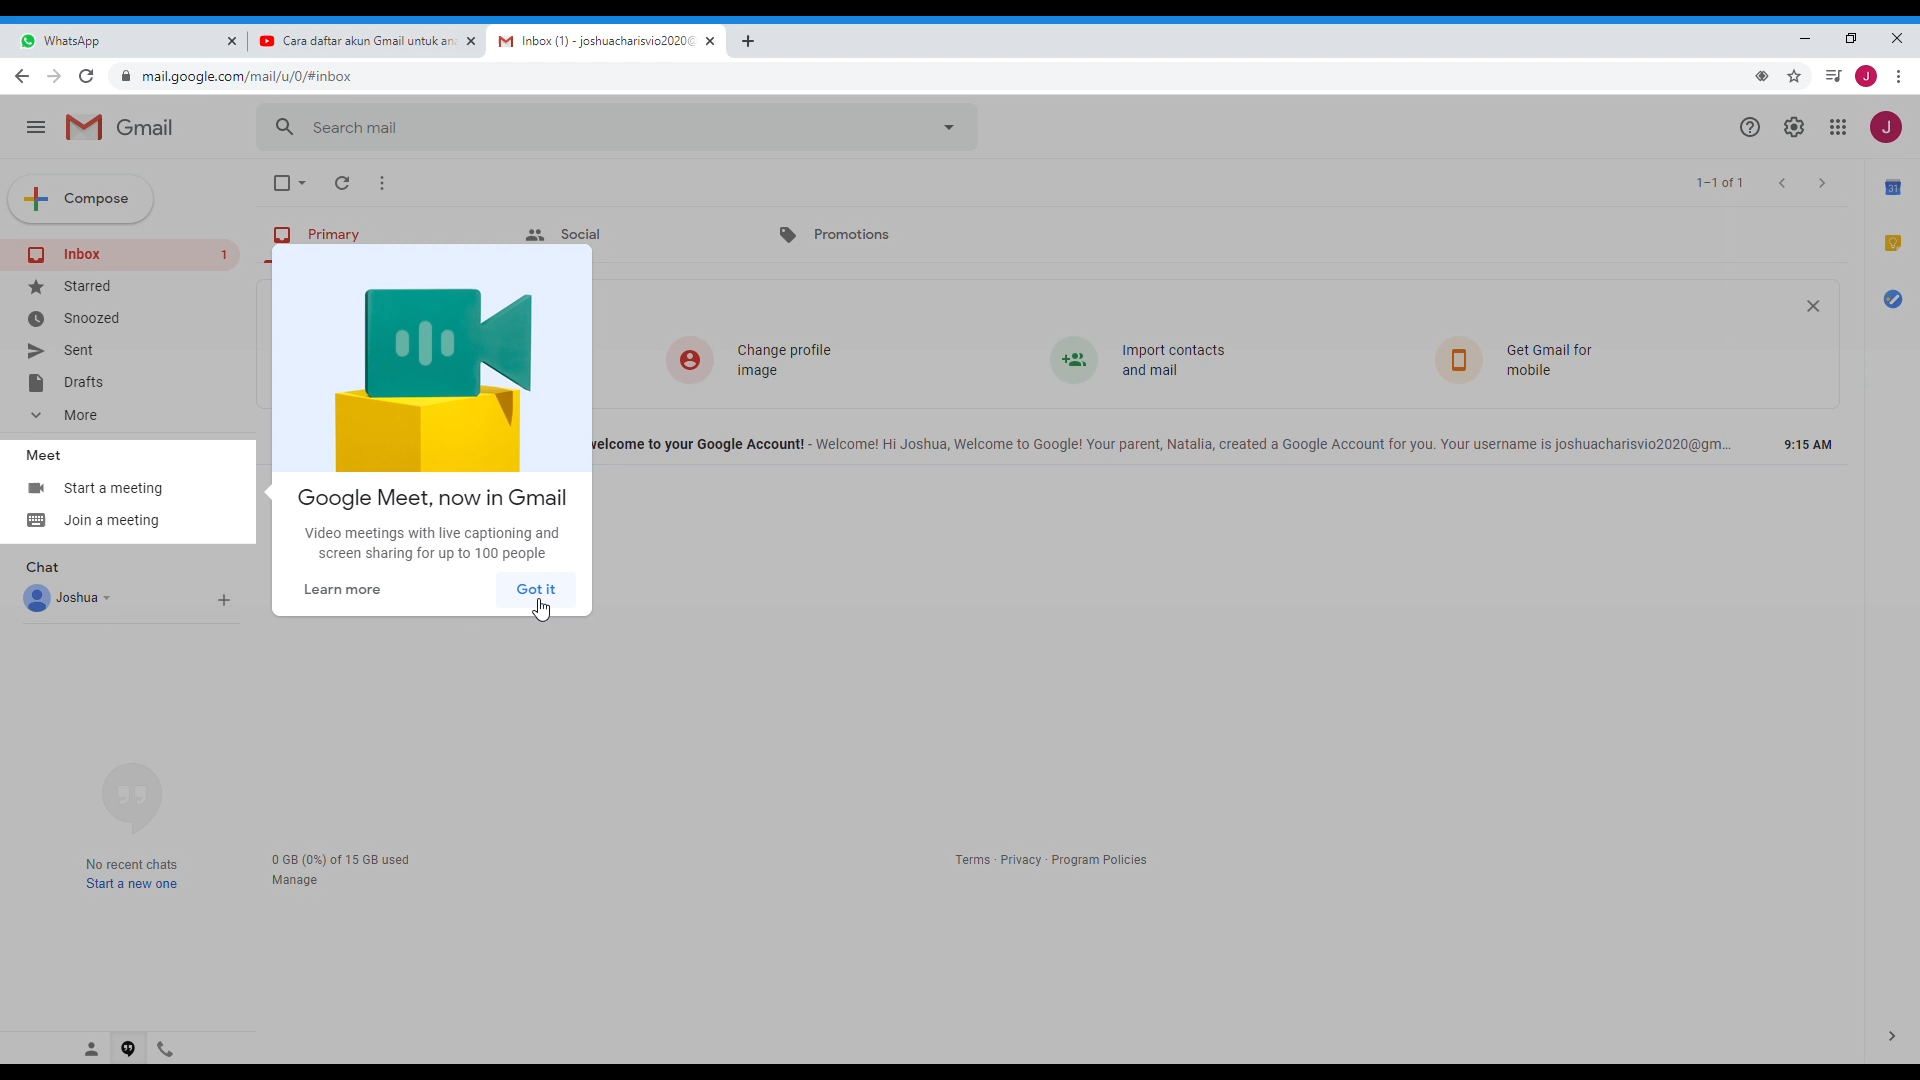 WhatsApp
Cara daftar akun Gmail untuk ana
Inbox (1) - joshuacharisvio2020@
mail.google.com/mail/u/0/#inbox
J
Gmail
Search mail
J
Compose
1–1 of 1
31
Primary
Social
Promotions
Inbox 1
Starred
Snoozed
Sent
Drafts
More
Change profile
image
Import contacts
and mail
Get Gmail for
mobile
welcome to your Google Account! - Welcome! Hi Joshua, Welcome to Google! Your parent, Natalia, created a Google Account for you. Your username is joshuacharisvio2020@gm... 9:15 AM
Meet
Start a meeting
Join a meeting
Google Meet, now in Gmail
Video meetings with live captioning and
screen sharing for up to 100 people
Learn more
Got it
Chat
Joshua
No recent chats
Start a new one
0 GB (0%) of 15 GB used
Manage
Terms · Privacy · Program Policies